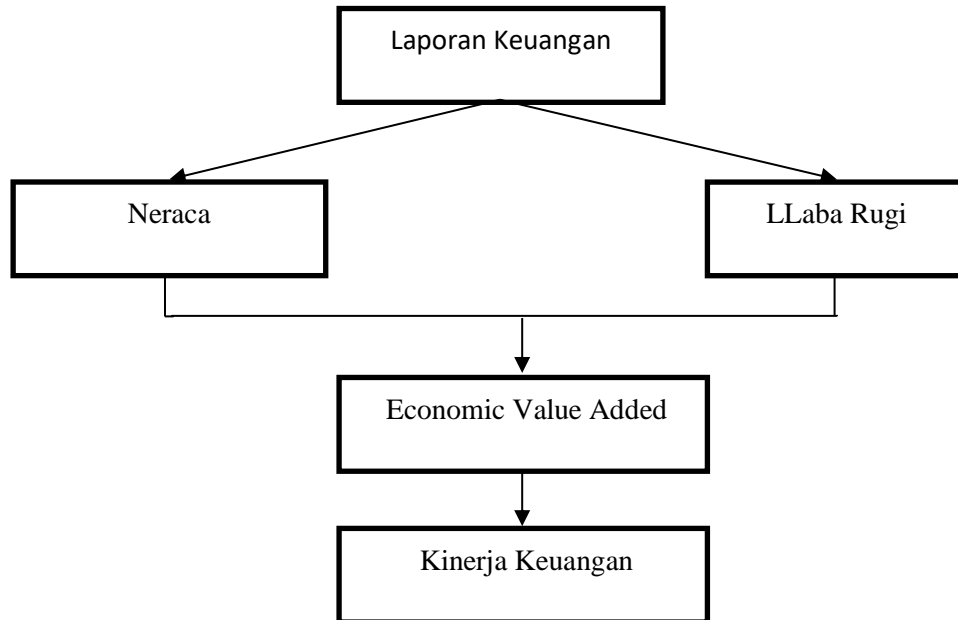 Laporan Keuangan
Neraca
LLaba Rugi
Economic Value Added
Kinerja Keuangan